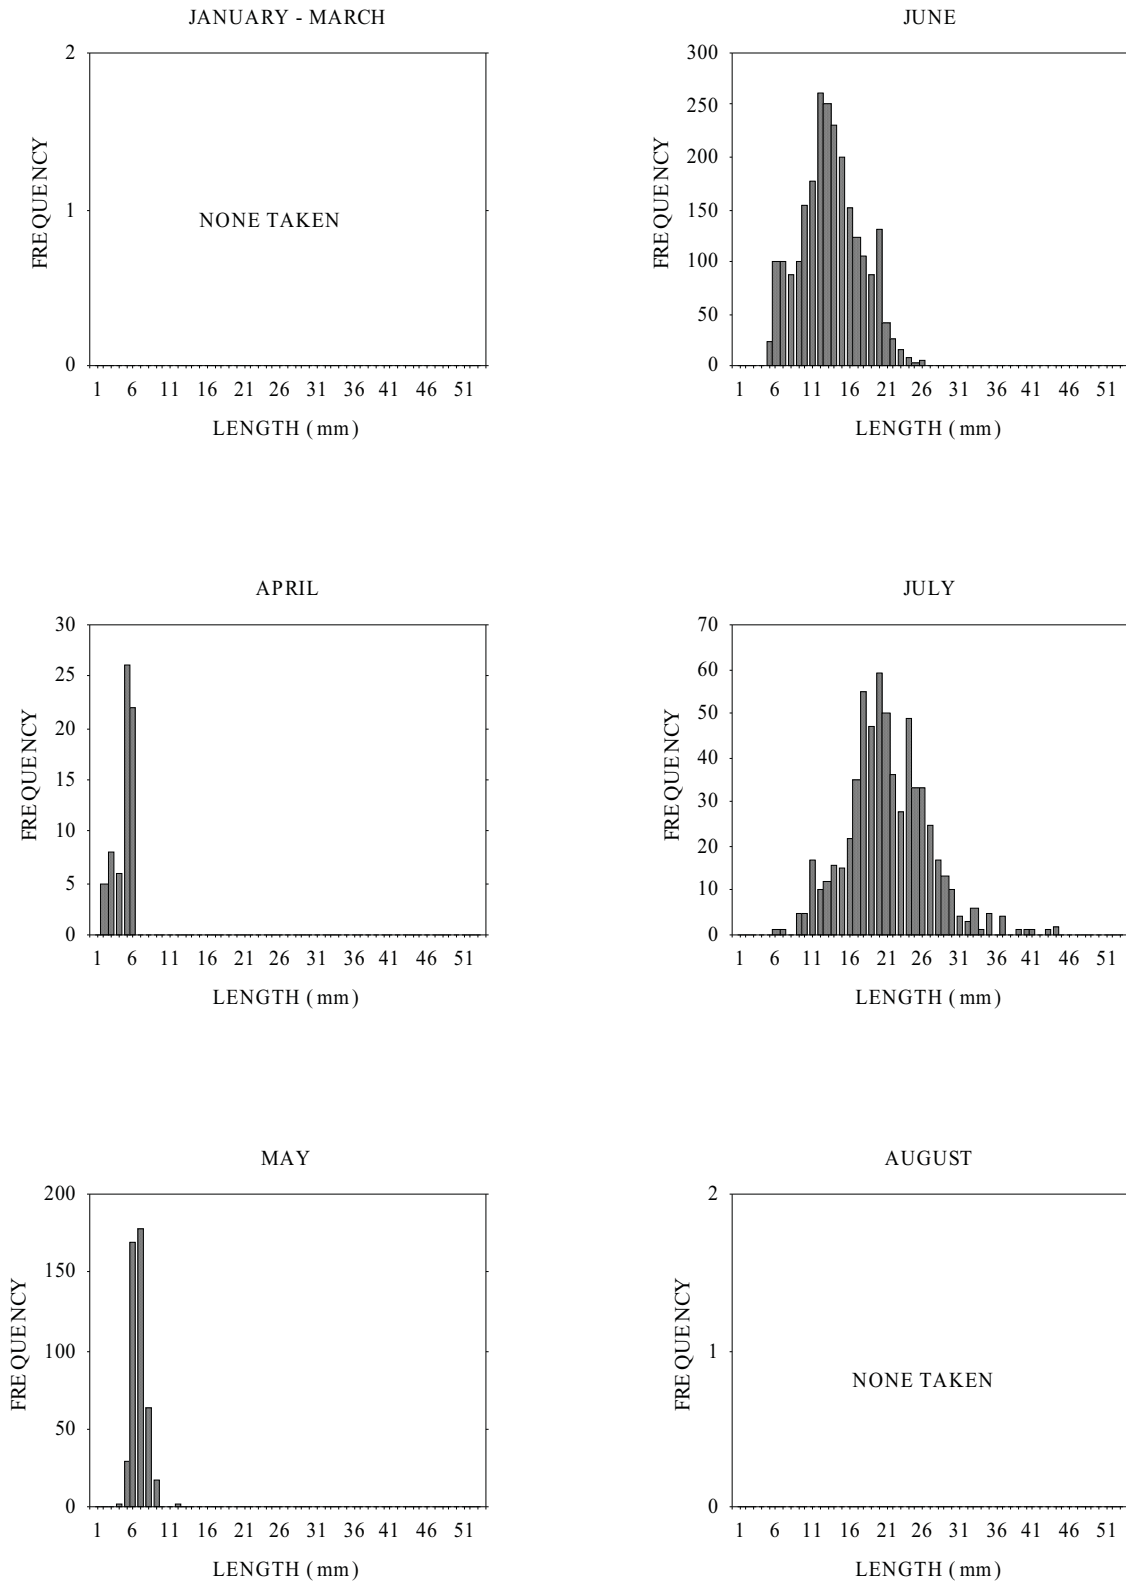 JANUARY - MARCH
2
1
0
FREQUENCY
NONE TAKEN
1 6 11 16 21 26 31 36 41 46 51
LENGTH (mm)
JUNE
300
250
200
150
100
50
0
FREQUENCY
1 6 11 16 21 26 31 36 41 46 51
LENGTH (mm)
APRIL
30
25
20
15
10
5
0
FREQUENCY
1 6 11 16 21 26 31 36 41 46 51
LENGTH (mm)
JULY
70
60
50
40
30
20
10
0
FREQUENCY
1 6 11 16 21 26 31 36 41 46 51
LENGTH (mm)
MAY
200
150
100
50
0
FREQUENCY
1 6 11 16 21 26 31 36 41 46 51
LENGTH (mm)
AUGUST
2
1
0
FREQUENCY
NONE TAKEN
1 6 11 16 21 26 31 36 41 46 51
LENGTH (mm)